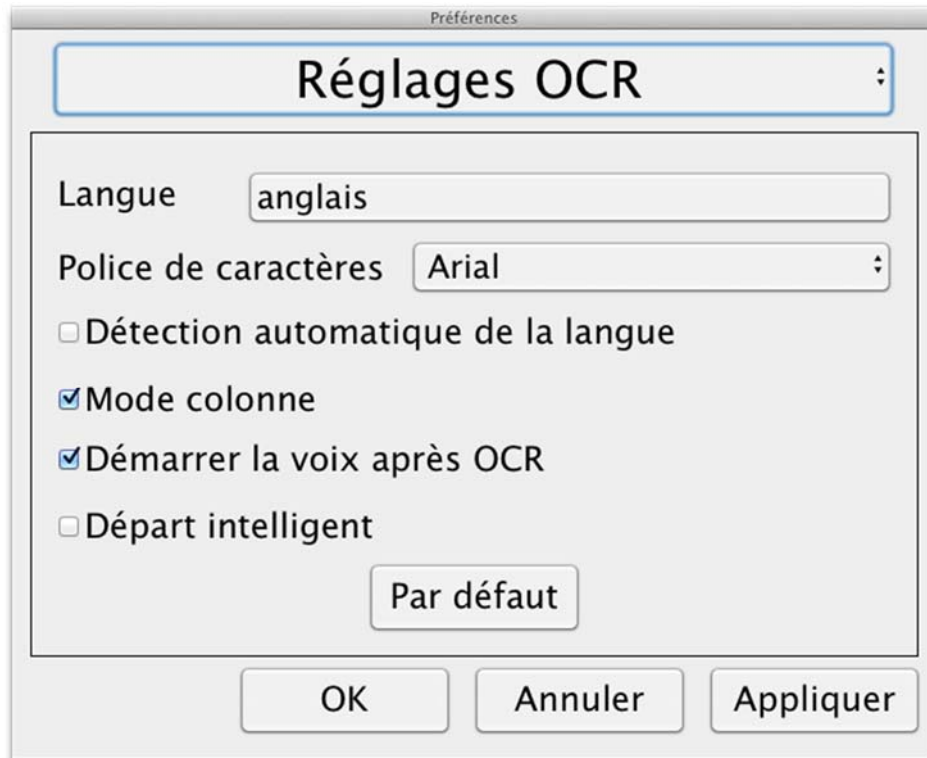 Préférences
Réglages OCR
Langue anglais
Police de caractères Arial
Détection automatique de la langue
Mode colonne
Démarrer la voix après OCR
Départ intelligent
Par défaut
OK Annuler Appliquer